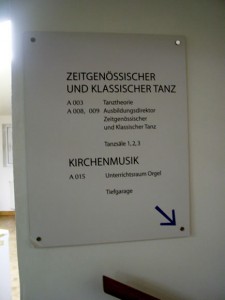 ZEITGENÖSSISCHER
UND KLASSISCHER TANZ
A 003 Tanztheorie
A 008, 009 Ausbildungsdirektor
Zeitgenössischer
und Klassischer Tanz
Tanzsäle 1, 2, 3
KIRCHENMUSIK
A 015 Unterrichtsraum Orgel
Tiefgarage